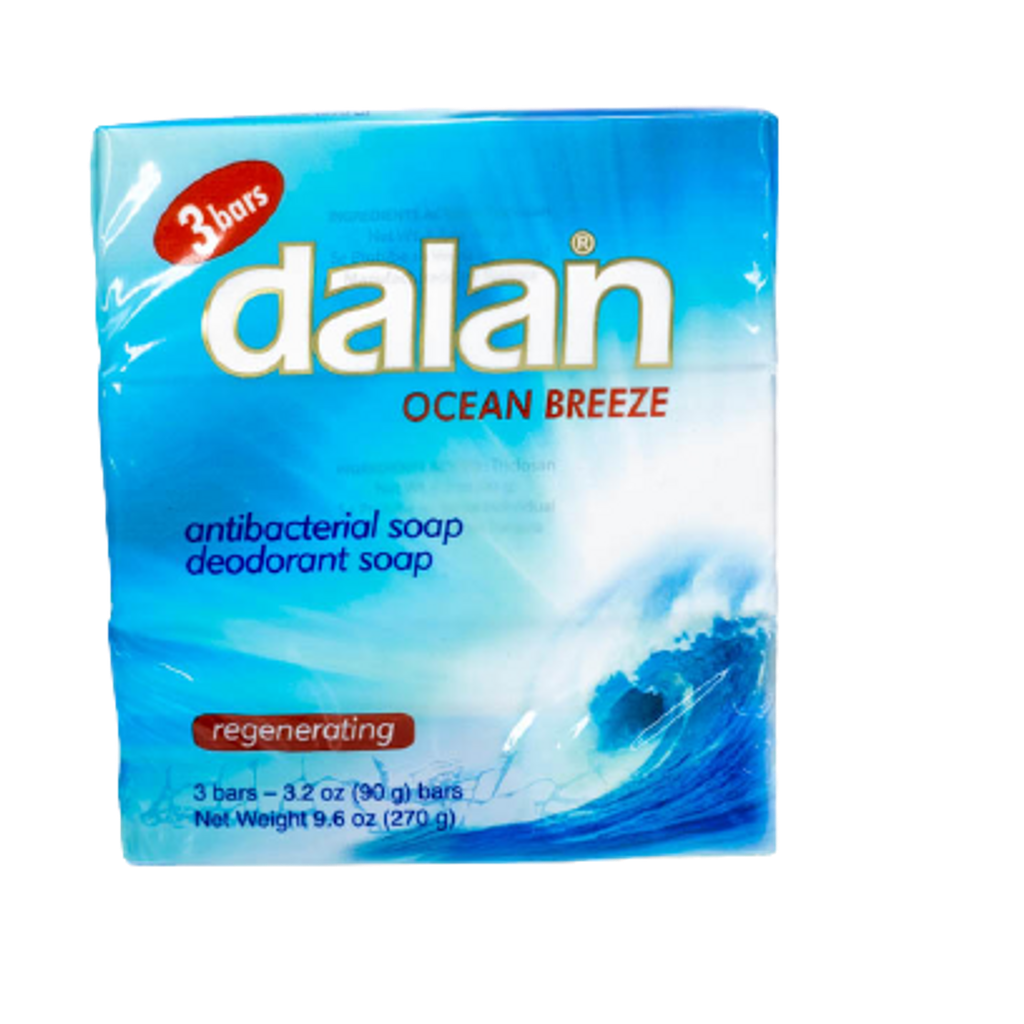 3 bars
dalan®
OCEAN BREEZE
Triclosan
antibacterial soap
deodorant soap
regenerating
3 bars – 3.2 oz (90 g) bars
Net Weight 9.6 oz (270 g)